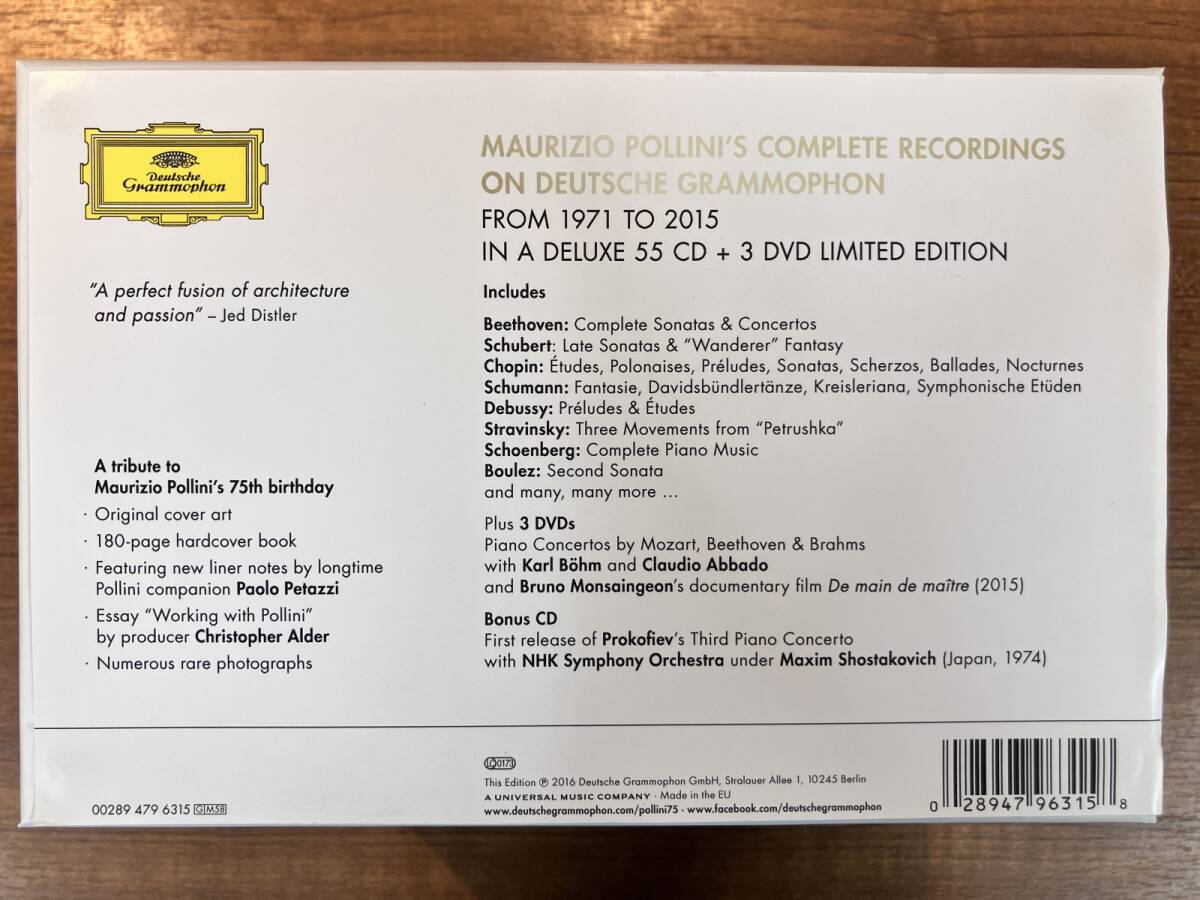 Deutsche
Grammophon
"A perfect fusion of architecture
and passion" – Jed Distler
A tribute to
Maurizio Pollini's 75th birthday
· Original cover art
· 180-page hardcover book
· Featuring new liner notes by longtime
Pollini companion Paolo Petazzi
· Essay "Working with Pollini"
by producer Christopher Alder
· Numerous rare photographs
MAURIZIO POLLINI'S COMPLETE RECORDINGS
ON DEUTSCHE GRAMMOPHON
FROM 1971 TO 2015
IN A DELUXE 55 CD + 3 DVD LIMITED EDITION
Includes
Beethoven: Complete Sonatas & Concertos
Schubert: Late Sonatas & "Wanderer" Fantasy
Chopin: Études, Polonaises, Préludes, Sonatas, Scherzos, Ballades, Nocturnes
Schumann: Fantasie, Davidsbündlertänze, Kreisleriana, Symphonische Etüden
Debussy: Préludes & Études
Stravinsky: Three Movements from "Petrushka"
Schoenberg: Complete Piano Music
Boulez: Second Sonata
and many, many more ...
Plus 3 DVDs
Piano Concertos by Mozart, Beethoven & Brahms
with Karl Böhm and Claudio Abbado
and Bruno Monsaingeon's documentary film De main de maître (2015)
Bonus CD
First release of Prokofiev's Third Piano Concerto
with NHK Symphony Orchestra under Maxim Shostakovich (Japan, 1974)
00289 479 6315 GM58
LC 0173
This Edition ℗ 2016 Deutsche Grammophon GmbH, Stralauer Allee 1, 10245 Berlin
A UNIVERSAL MUSIC COMPANY · Made in the EU
www.deutschegrammophon.com/pollini75 · www.facebook.com/deutschegrammophon
0 28947 96315 8